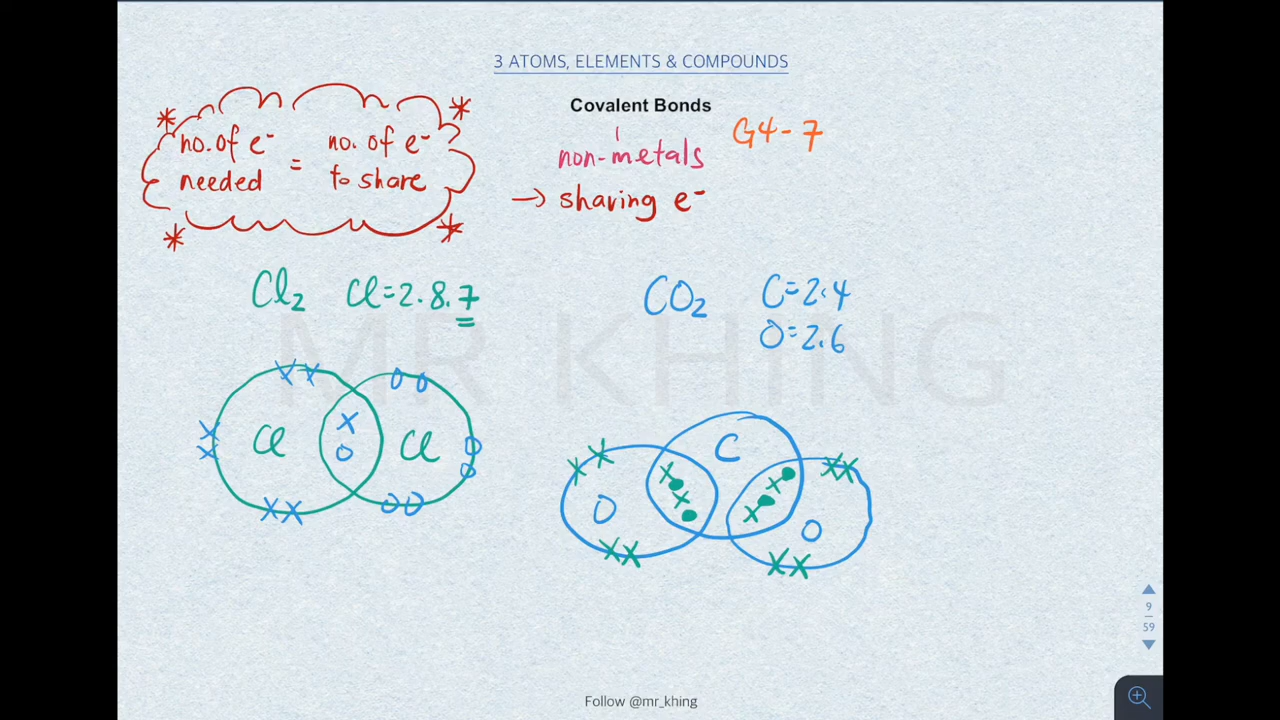 3 ATOMS, ELEMENTS & COMPOUNDS
Covalent Bonds
non-metals G4-7
→ sharing e⁻
no. of e⁻ = no. of e⁻
needed to share
Cl₂ Cl=2.8.7
CO₂ C=2.4
O=2.6
MR KHING
Cl Cl
C
O O
9
59
Follow @mr_khing